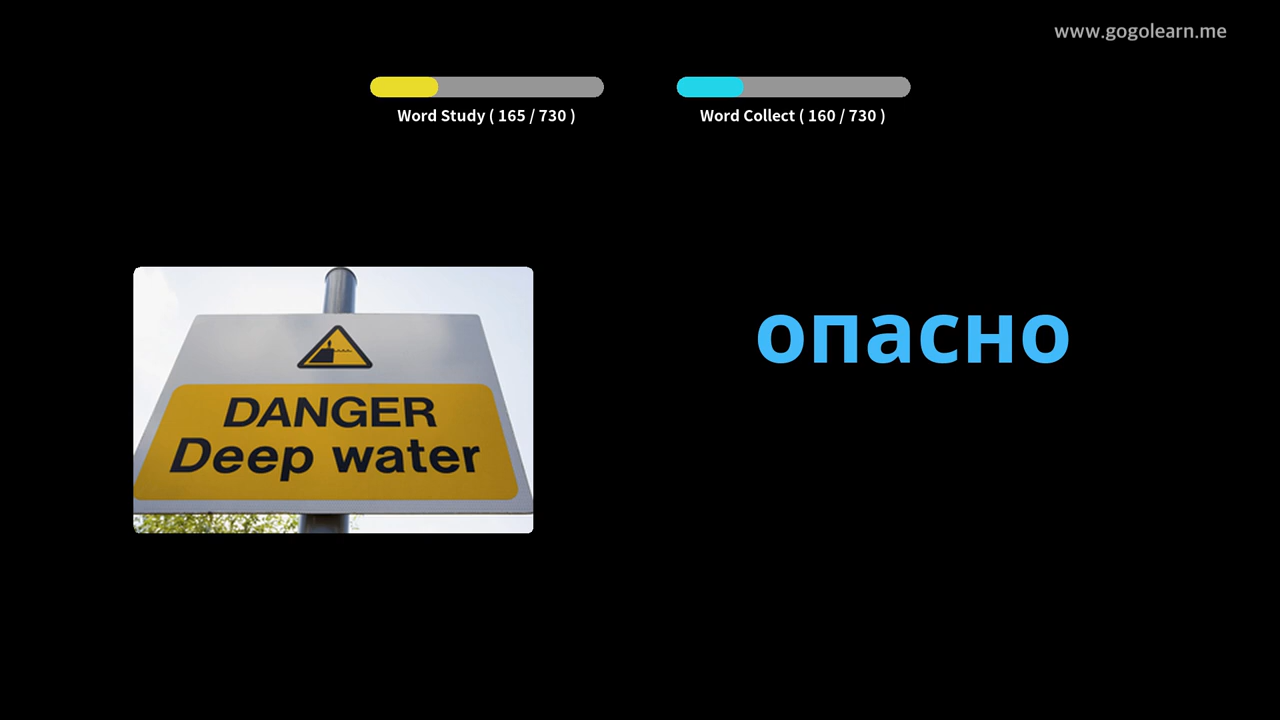 www.gogolearn.me
Word Study ( 165 / 730 )
Word Collect ( 160 / 730 )
DANGER
Deep water
опасно